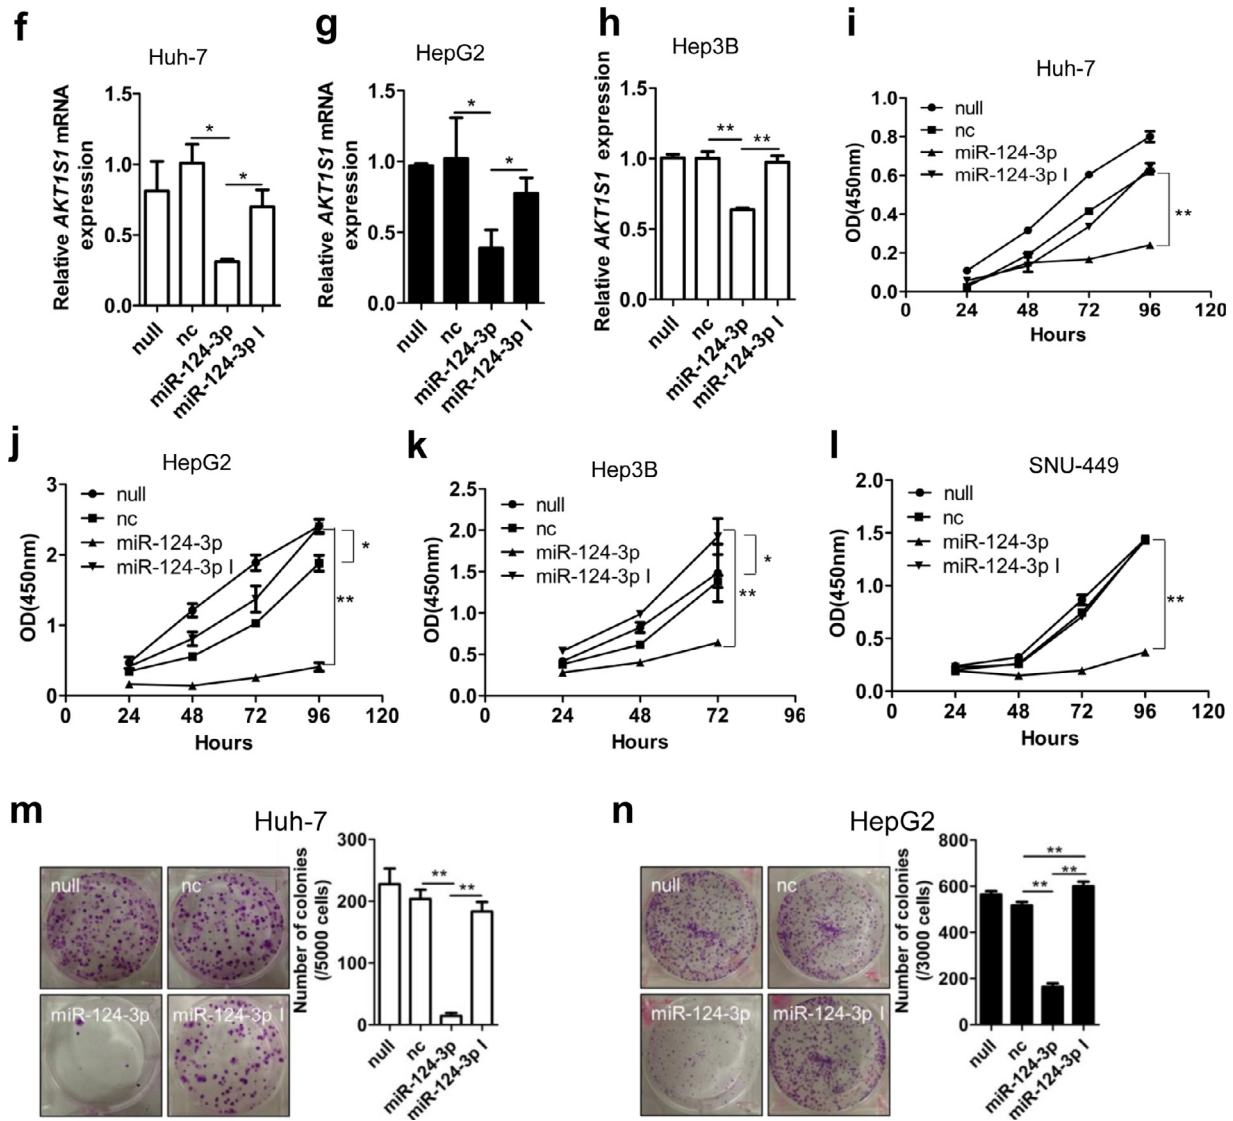 f
Huh-7
Relative AKT1S1 mRNA
expression
1.5
1.0
0.5
0.0
*
*
null
nc
miR-124-3p
miR-124-3p I
g
HepG2
Relative AKT1S1 mRNA
expression
1.5
1.0
0.5
0.0
*
*
null
nc
miR-124-3p
miR-124-3p I
h
Hep3B
Relative AKT1S1 expression
1.5
1.0
0.5
0.0
**
**
null
nc
miR-124-3p
miR-124-3p I
i
Huh-7
OD(450nm)
1.0
0.8
0.6
0.4
0.2
0.0
null
nc
miR-124-3p
miR-124-3p I
**
0 24 48 72 96 120
Hours
j
HepG2
OD(450nm)
3
2
1
0
null
nc
miR-124-3p
miR-124-3p I
*
**
0 24 48 72 96 120
Hours
k
Hep3B
OD(450nm)
2.5
2.0
1.5
1.0
0.5
0.0
null
nc
miR-124-3p
miR-124-3p I
*
**
0 24 48 72 96
Hours
l
SNU-449
OD(450nm)
2.0
1.5
1.0
0.5
0.0
null
nc
miR-124-3p
miR-124-3p I
**
0 24 48 72 96 120
Hours
m
Huh-7
null
nc
miR-124-3p
miR-124-3p I
Number of colonies
(/5000 cells)
300
200
100
0
**
**
null
nc
miR-124-3p
miR-124-3p I
n
HepG2
null
nc
miR-124-3p
miR-124-3p I
Number of colonies
(/3000 cells)
800
600
400
200
0
**
**
**
null
nc
miR-124-3p
miR-124-3p I